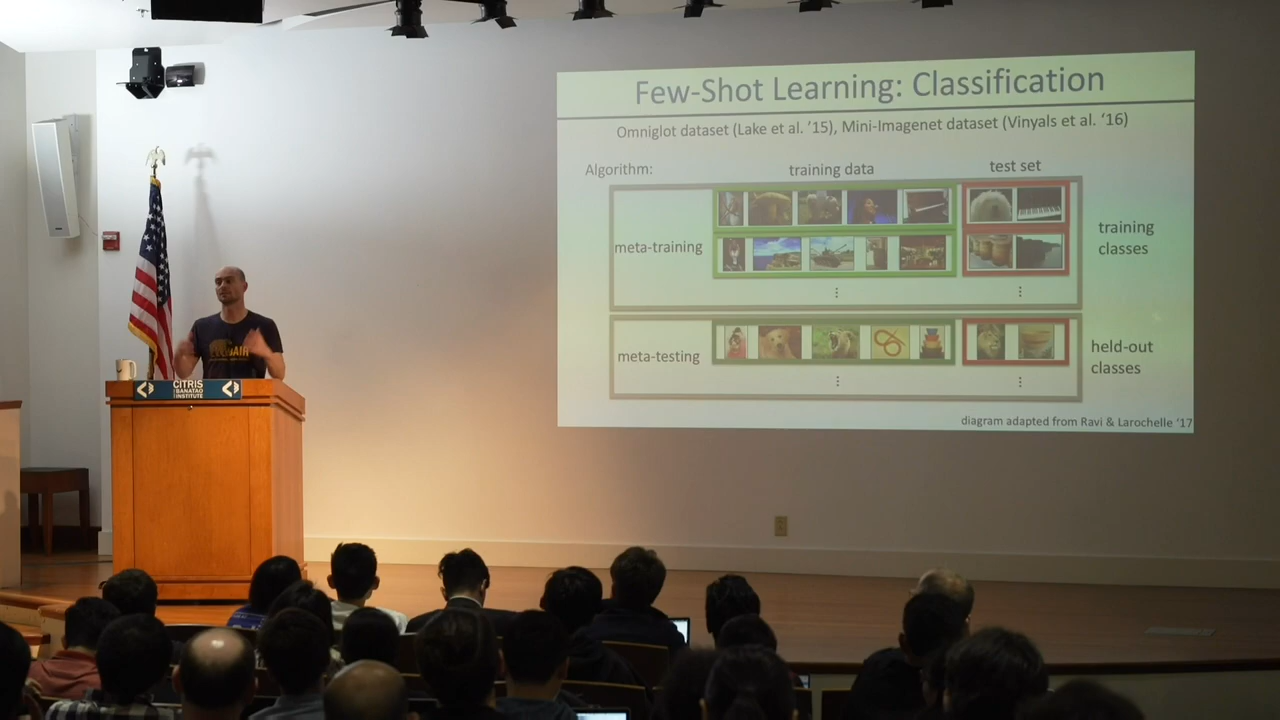 Few-Shot Learning: Classification
Omniglot dataset (Lake et al. ‘15), Mini-Imagenet dataset (Vinyals et al. ‘16)
Algorithm:
training data
test set
meta-training
training
classes
meta-testing
held-out
classes
diagram adapted from Ravi & Larochelle ‘17
CITRIS
BANATAO
INSTITUTE